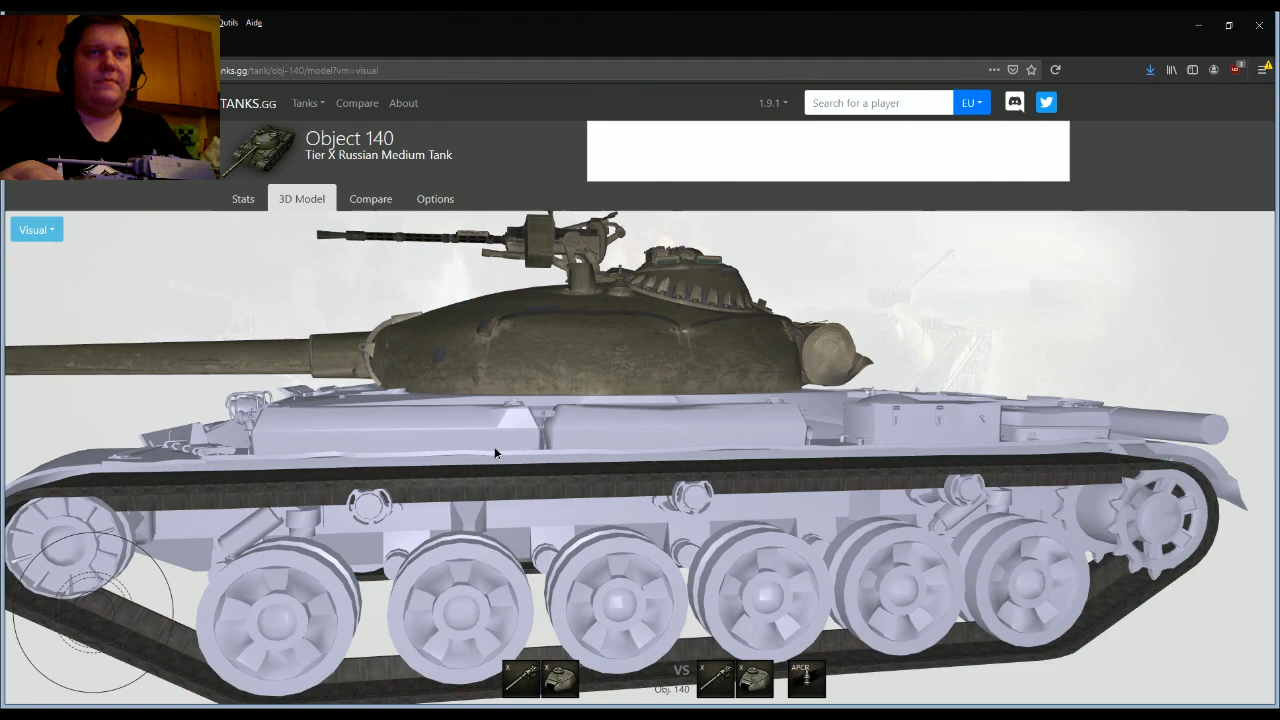 Outils Aide
nks.gg/tank/obj-140/model?vm=visual
TANKS.GG Tanks Compare About 1.9.1 Search for a player EU
Object 140
Tier X Russian Medium Tank
Stats 3D Model Compare Options
Visual
X X VS X X APCR
Obj. 140